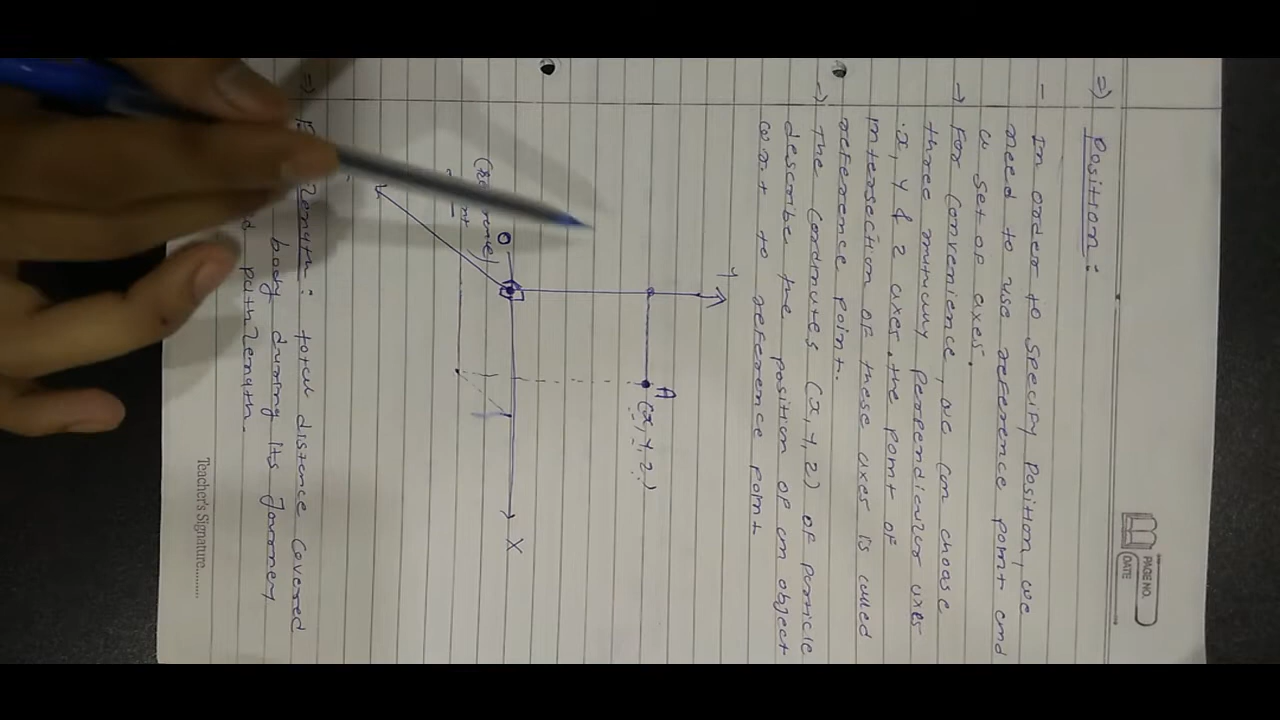 PAGE NO.
DATE
=) Position:
- In order to specify position, we
need to use reference point and
a set of axes.
→ For convenience, we can choose
three mutually perpendicular axes
x, y & z axes. the point of
intersection of these axes is called
reference point.
→ The cordinates (x, y, z) of particle
describe the position of an object
w.r.t to reference point
y
A
(x, y, z)
O
X
=) length: total distance covered
body during its Journey
path length.
Teacher's Signature..........